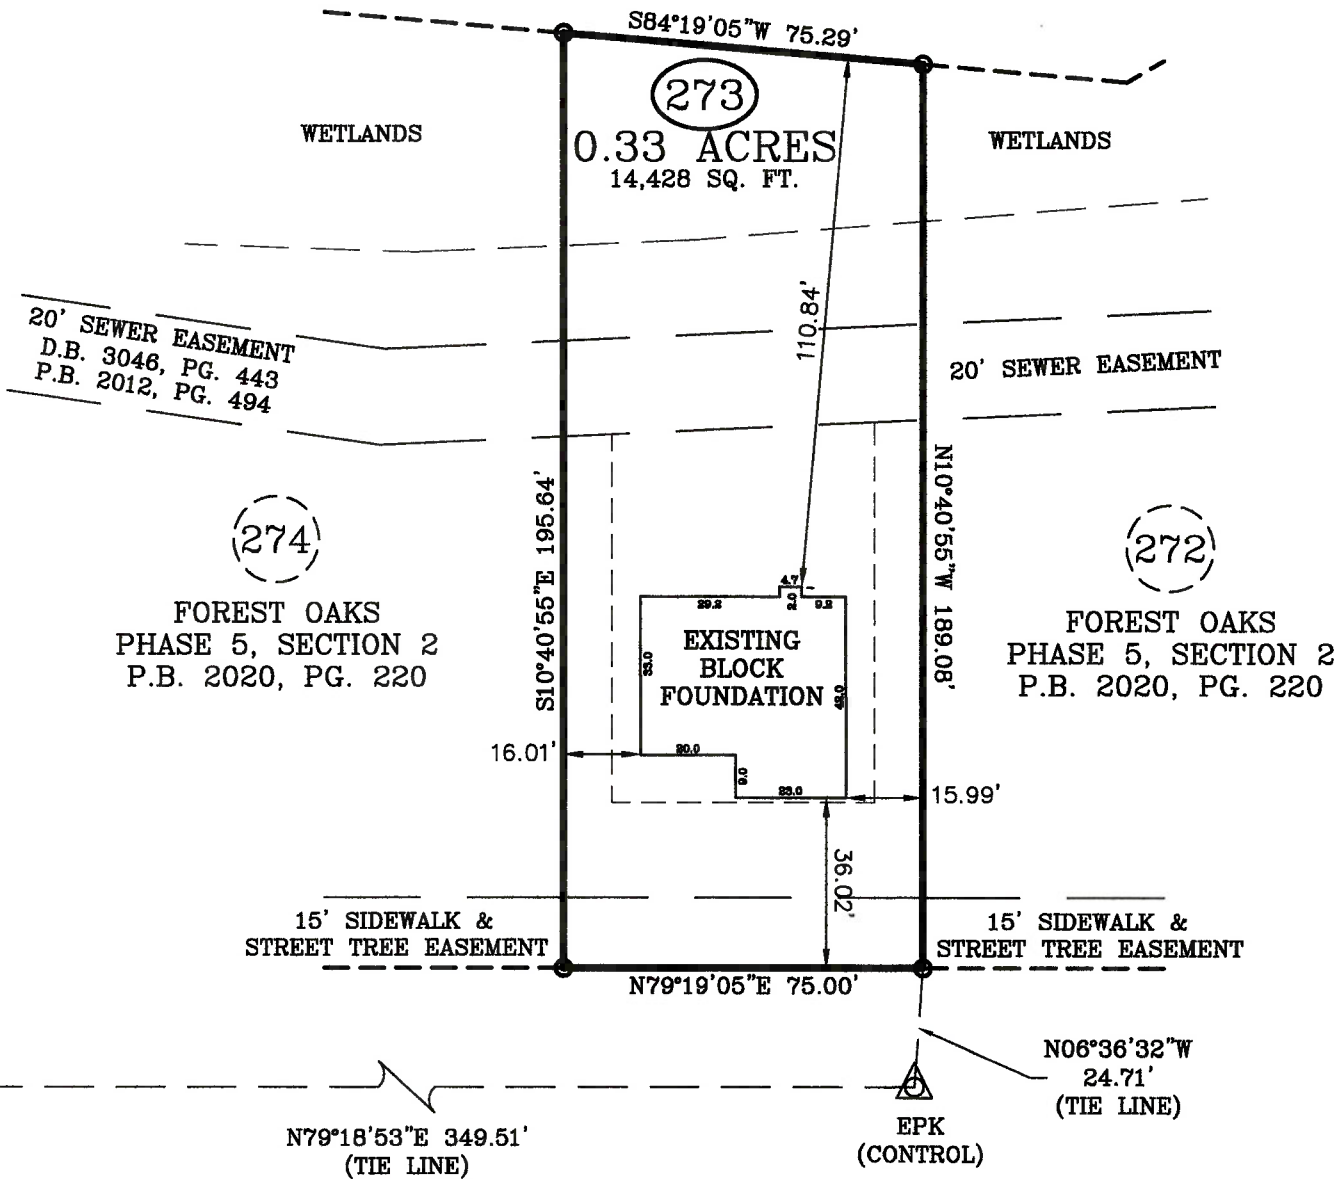 S84°19'05"W 75.29'
273
0.33 ACRES
14,428 SQ. FT.
WETLANDS
WETLANDS
110.84'
20' SEWER EASEMENT
D.B. 3046, PG. 443
P.B. 2012, PG. 494
20' SEWER EASEMENT
S10°40'55"E 195.64'
N10°40'55"W 189.08'
274
FOREST OAKS
PHASE 5, SECTION 2
P.B. 2020, PG. 220
272
FOREST OAKS
PHASE 5, SECTION 2
P.B. 2020, PG. 220
4.7
29.2
2.0
9.2
EXISTING
BLOCK
FOUNDATION
33.0
42.0
20.0
9.0
23.0
16.01'
15.99'
36.02'
15' SIDEWALK &
STREET TREE EASEMENT
15' SIDEWALK &
STREET TREE EASEMENT
N79°19'05"E 75.00'
N06°36'32"W
24.71'
(TIE LINE)
EPK
(CONTROL)
N79°18'53"E 349.51'
(TIE LINE)